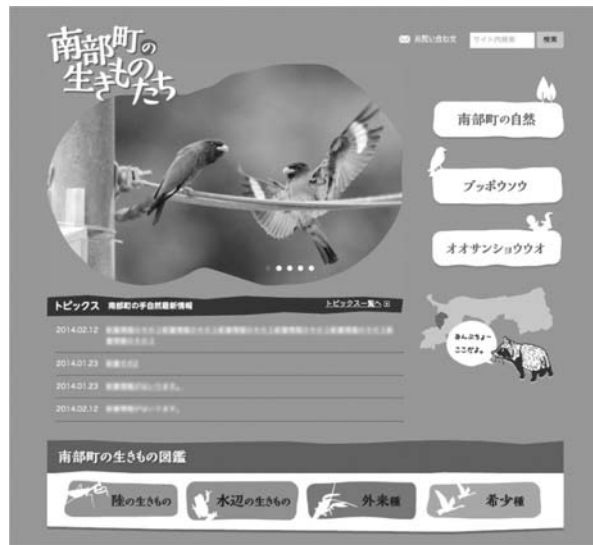 南部町の
生きものたち
お問い合わせ
サイト内検索
検索
南部町の自然
ブッポウソウ
オオサンショウウオ
トピックス 南部町の手自然最新情報 トピックス一覧へ
2014.02.12
2014.01.23
2014.01.23
2014.02.12
なんぶちょー
ここだよ。
南部町の生きもの図鑑
陸の生きもの
水辺の生きもの
外来種
希少種